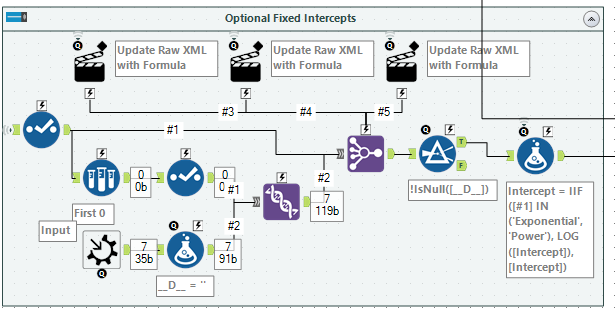 Optional Fixed Intercepts
Update Raw XML
with Formula
Update Raw XML
with Formula
Update Raw XML
with Formula
#3
#4
#5
#1
0
0b
0
#1
#2
7
119b
First 0
Input
7
35b
#2
7
91b
__D__ = ''
T
F
!IsNull([__D__])
Intercept = IIF
([#1] IN
('Exponential',
'Power'), LOG
([Intercept]),
[Intercept])
Q
Q
Q
Q
Q
Q
Q